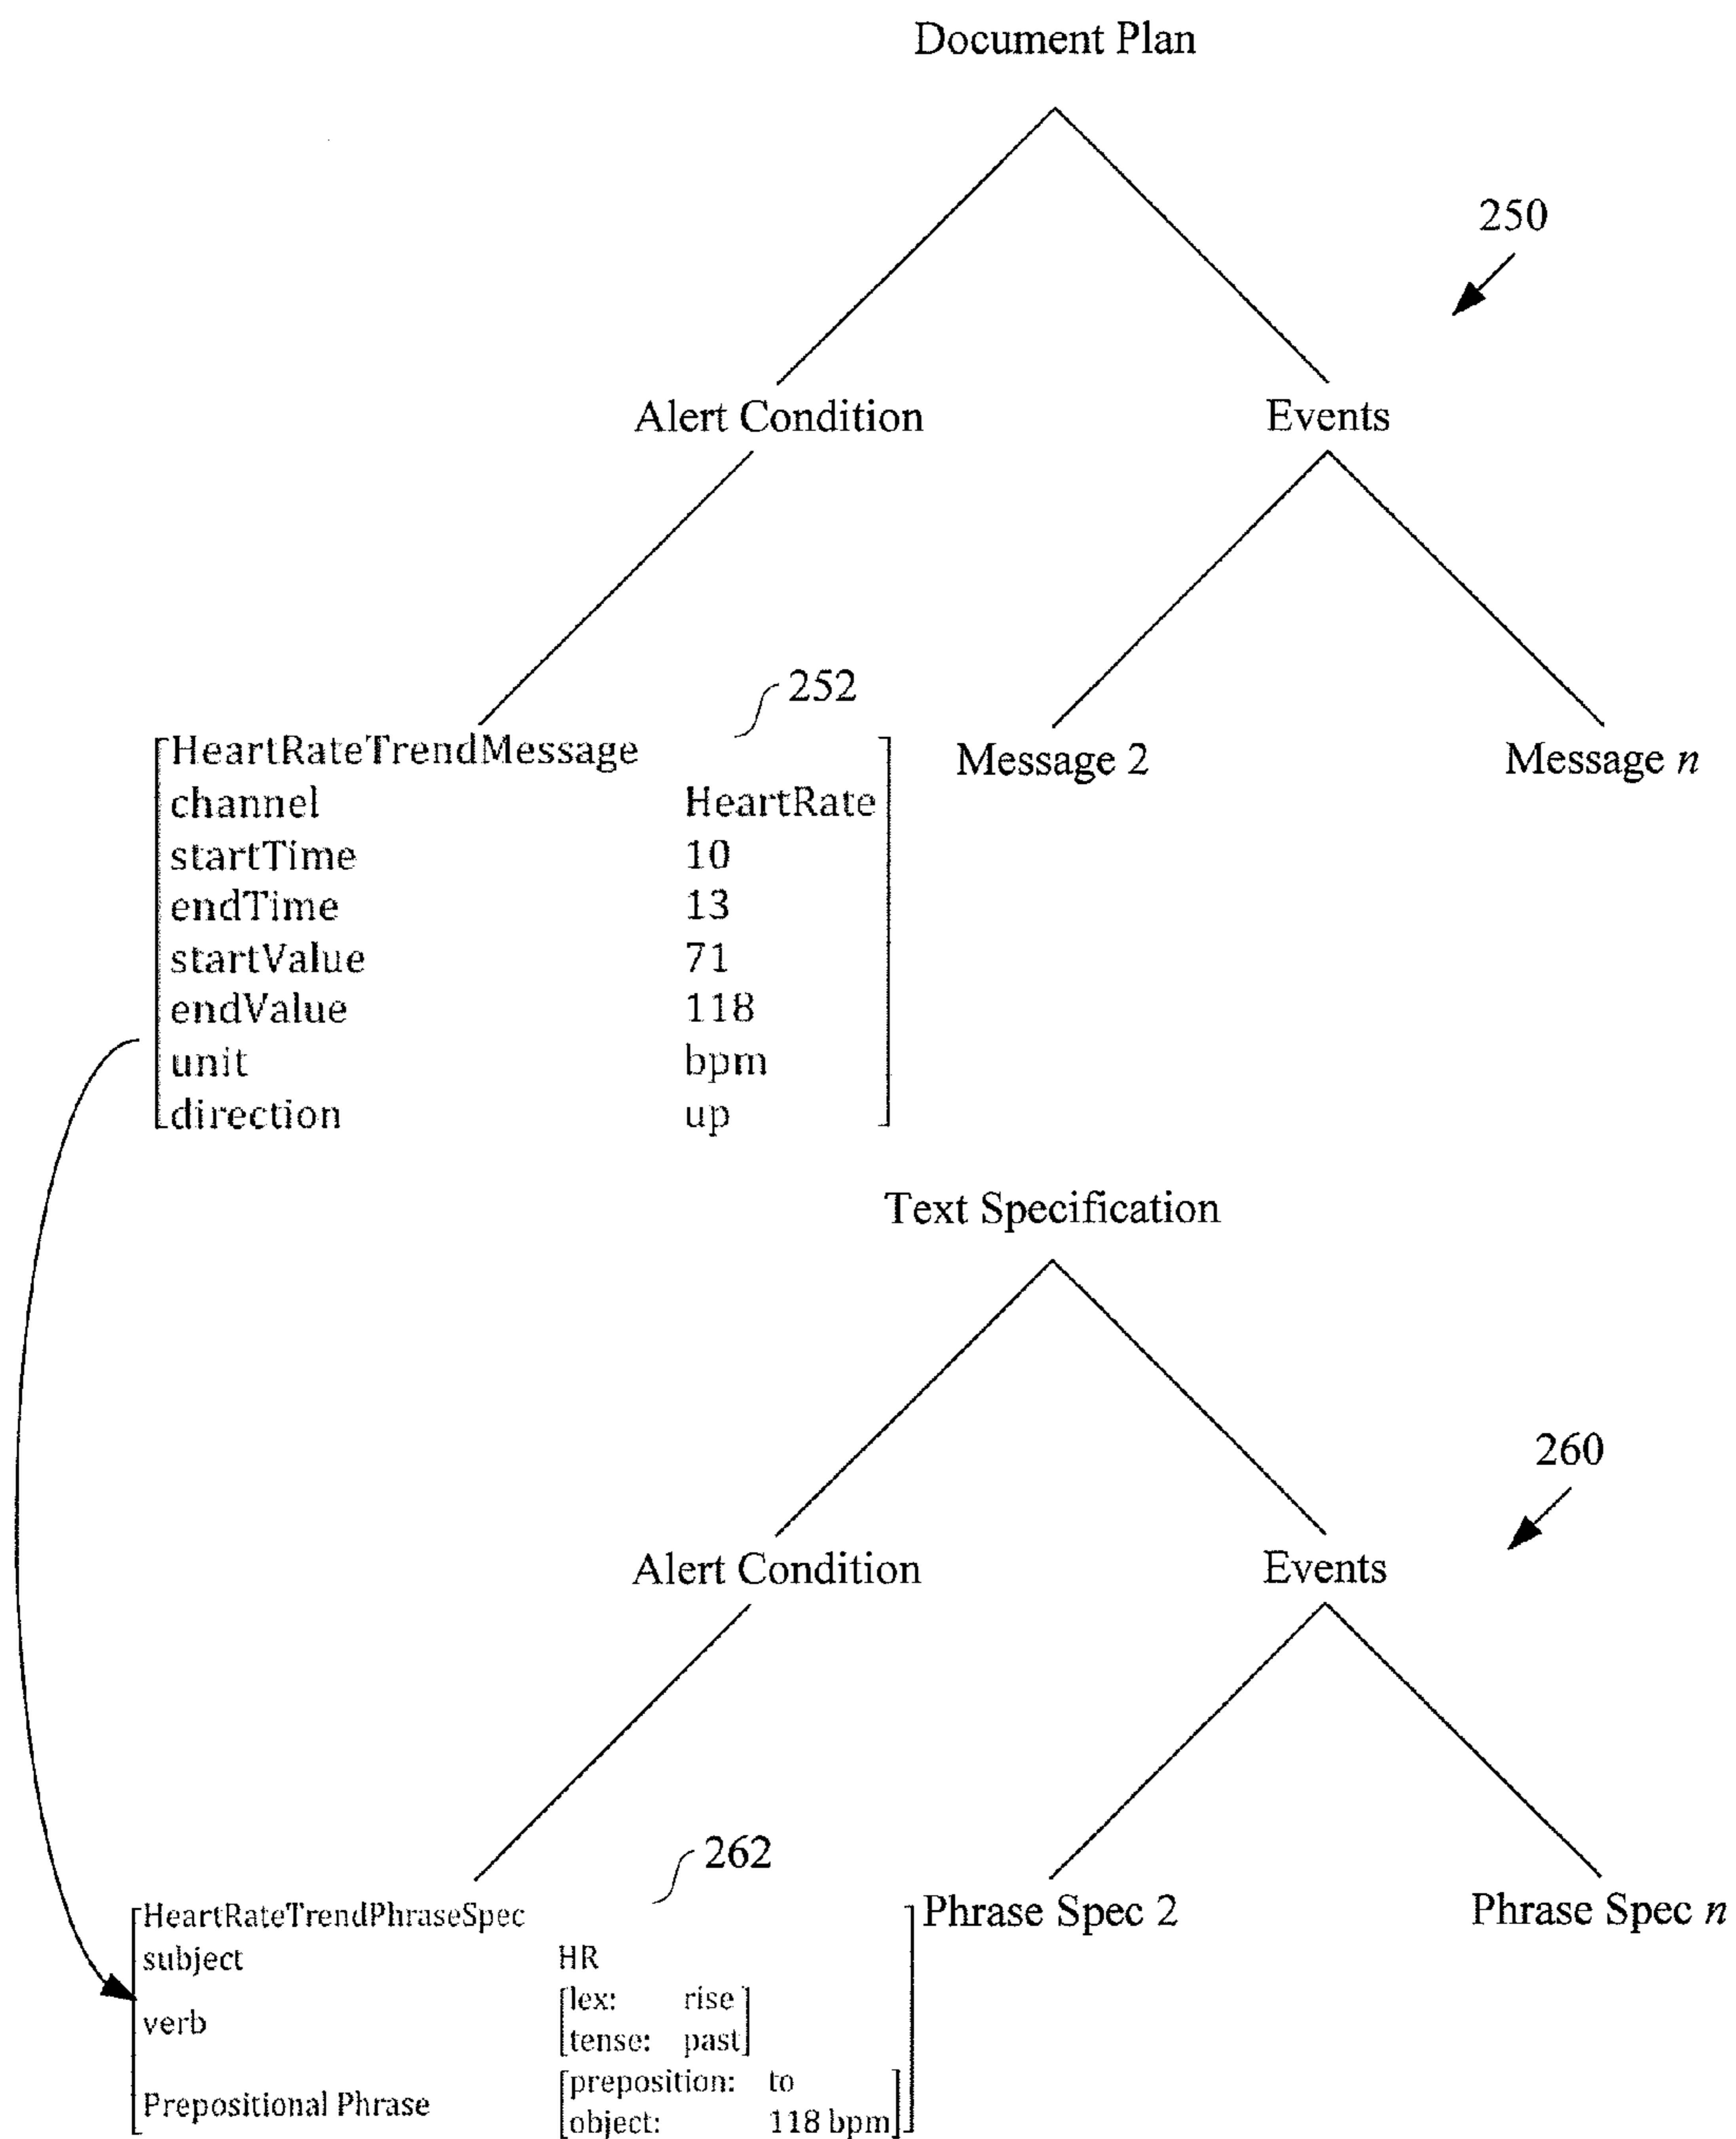 Document Plan
250
Alert Condition
Events
252
HeartRateTrendMessage
channel HeartRate
startTime 10
endTime 13
startValue 71
endValue 118
unit bpm
direction up
Message 2
Message n
Text Specification
260
Alert Condition
Events
262
HeartRateTrendPhraseSpec
subject HR
verb
lex: rise
tense: past
Prepositional Phrase
preposition: to
object: 118 bpm
Phrase Spec 2
Phrase Spec n